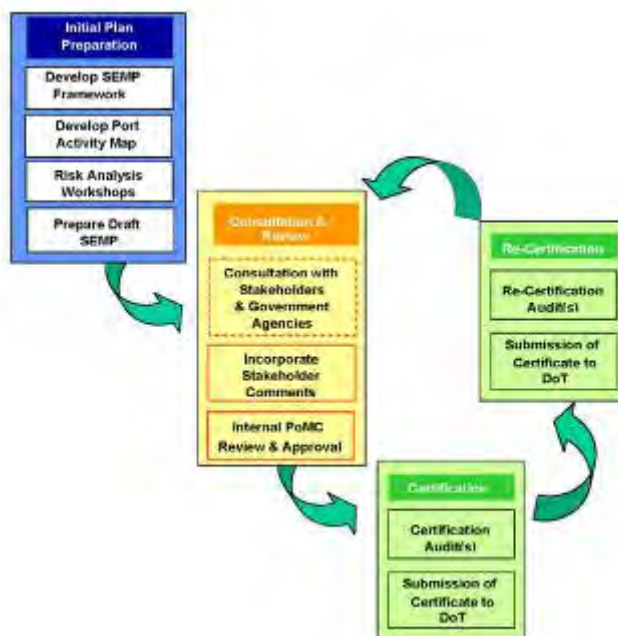 Initial Plan
Preparation
Develop SEMP
Framework
Develop Port
Activity Map
Risk Analysis
Workshops
Prepare Draft
SEMP
Consultation &
Review
Consultation with
Stakeholders
& Government
Agencies
Incorporate
Stakeholder
Comments
Internal PoMC
Review & Approval
Certification
Certification
Audit(s)
Submission of
Certificate to
DoT
Re-Certification
Re-Certification
Audit(s)
Submission of
Certificate to
DoT